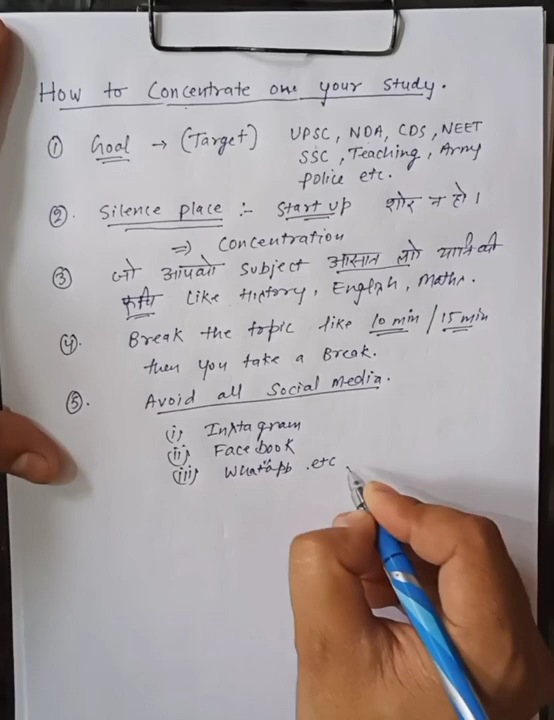 How to Concentrate one your study.
① Goal → (Target) UPSC, NDA, CDS, NEET
SSC, Teaching, Army
police etc.
②. Silence place :- Start up शोर न हो।
⇒ Concentration
③ जो आपको subject आसान लगे यानि की
रूचि like History, English, Maths.
④. Break the topic like 10 min / 15 min
then you take a Break.
⑤. Avoid all Social media.
(i) Instagram
(ii) Facebook
(iii) Whatapp .etc